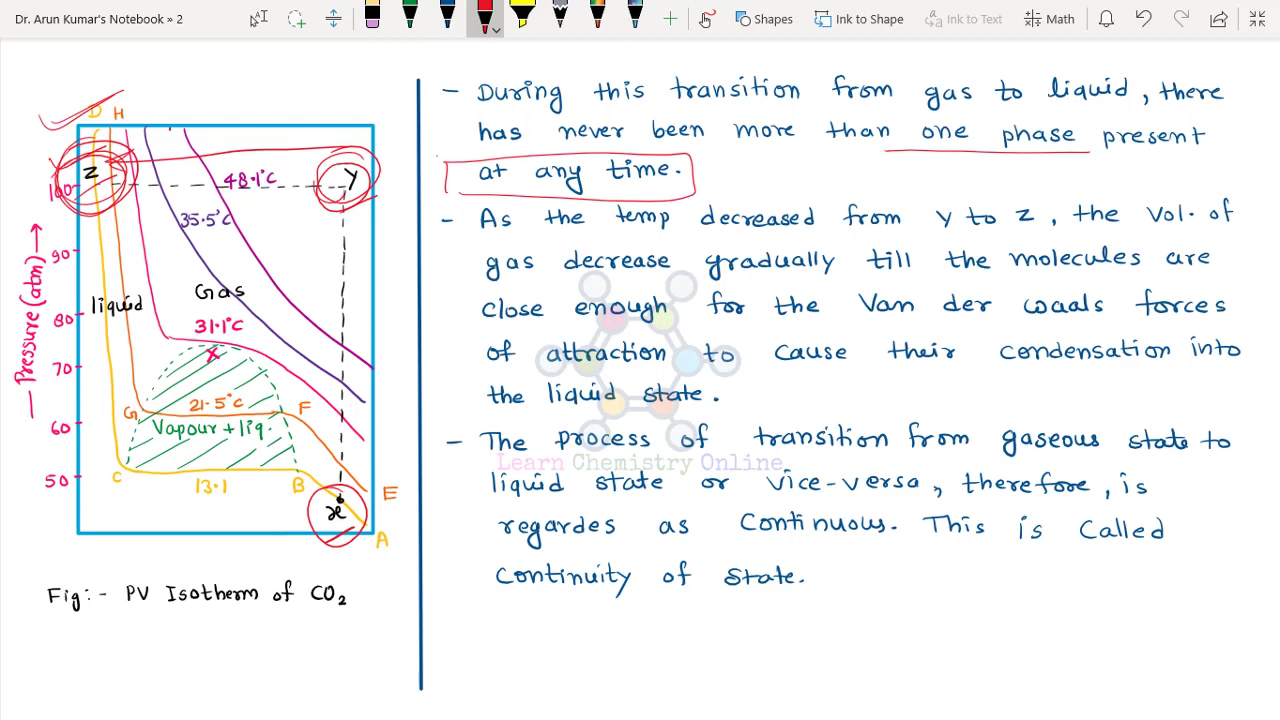 Dr. Arun Kumar's Notebook » 2
Shapes
Ink to Shape
Ink to Text
Math
D H
Z
100
48.1°C
y
35.5°C
90
Gas
liquid
80
31.1°C
Pressure (atm)
X
70
21.5°C
G
F
60
Vapour + liq.
50
C
13.1
B
E
x
A
Fig:- PV Isotherm of CO2
- During this transition from gas to liquid, there
has never been more than one phase present
at any time.
- As the temp decreased from y to z, the Vol. of
gas decrease gradually till the molecules are
close enough for the Van der waals forces
of attraction to cause their condensation into
the liquid state.
- The process of transition from gaseous state to
Learn Chemistry Online
liquid state or vice-versa, therefore, is
regardes as continuous. This is called
continuity of state.